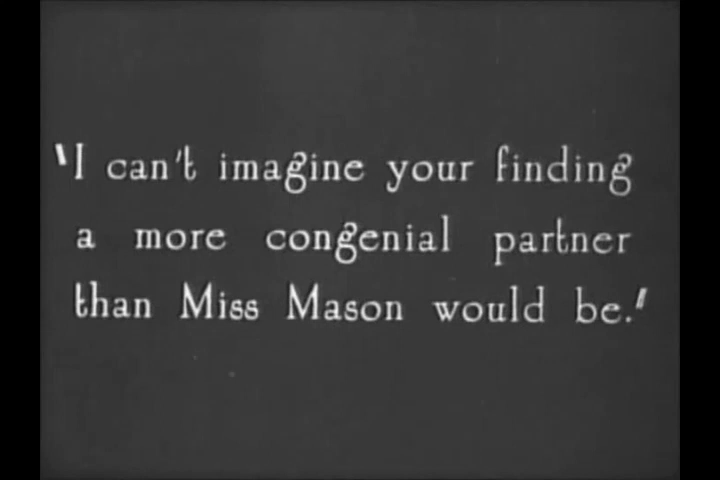 "I can't imagine your finding
a more congenial partner
than Miss Mason would be."